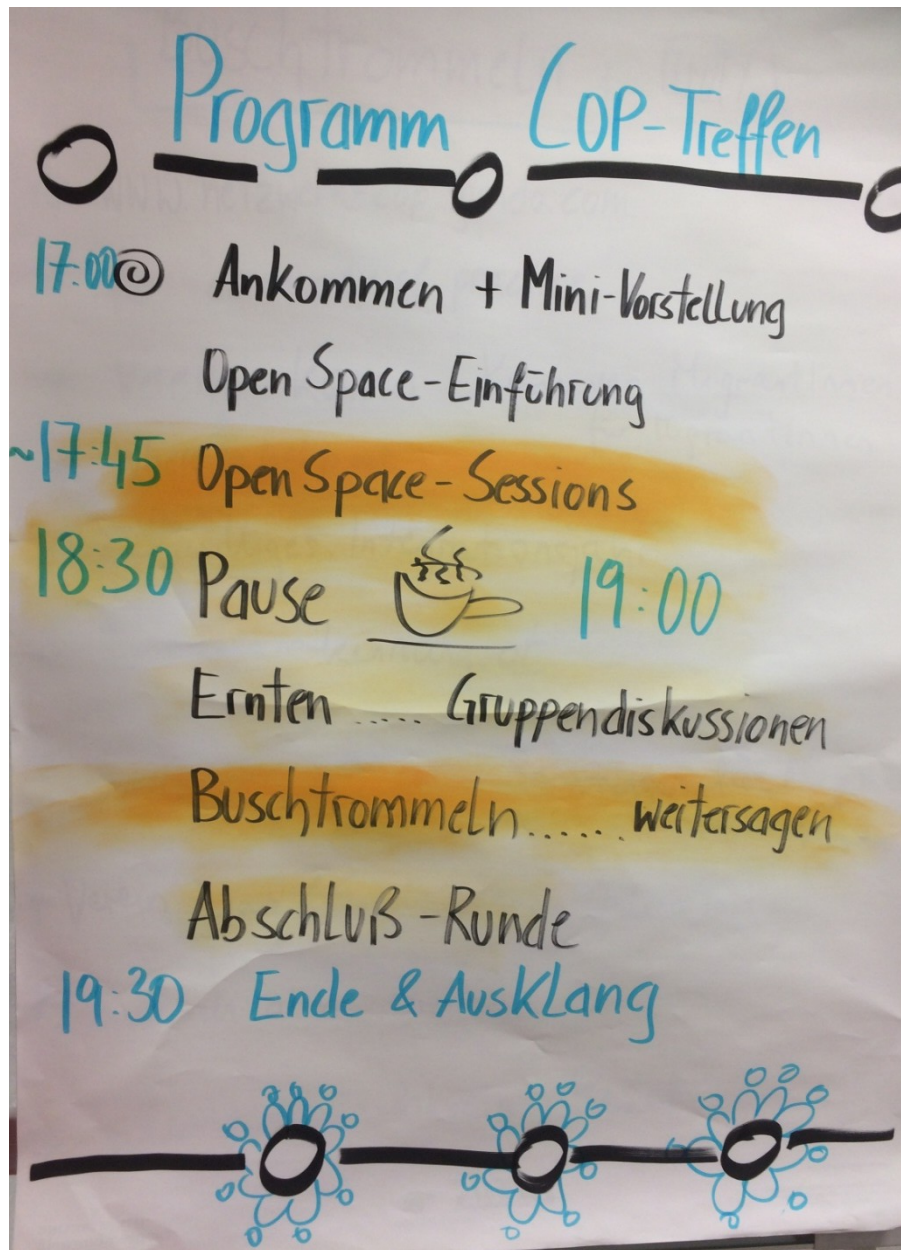 Programm COP-Treffen
17:00 Ankommen + Mini-Vorstellung
Open Space-Einführung
~17:45 Open Space-Sessions
18:30 Pause 19:00
Ernten ..... Gruppendiskussionen
Buschtrommeln ...... weitersagen
Abschluß-Runde
19:30 Ende & Ausklang